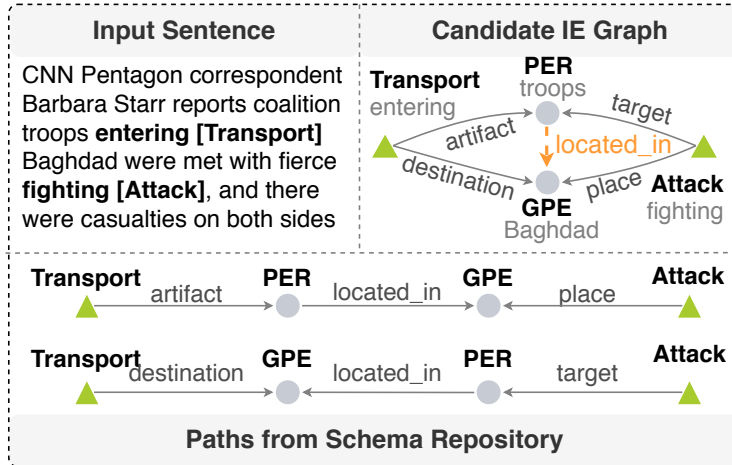 Input Sentence
CNN Pentagon correspondent
Barbara Starr reports coalition
troops entering [Transport]
Baghdad were met with fierce
fighting [Attack], and there
were casualties on both sides
Candidate IE Graph
Transport
entering
PER
troops
artifact
target
located_in
destination
place
GPE
Baghdad
Attack
fighting
Transport PER GPE Attack
artifact located_in place
Transport GPE PER Attack
destination located_in target
Paths from Schema Repository